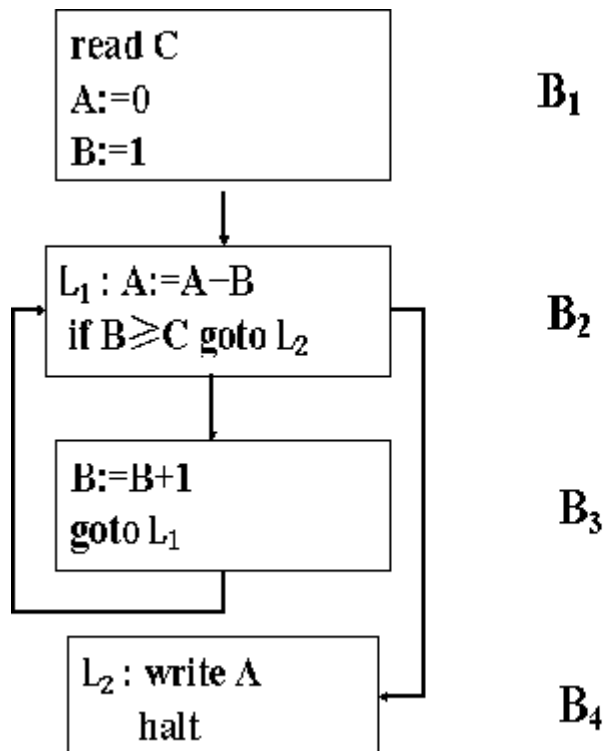 read C
A:=0
B:=1
B₁
L₁ : A:=A−B
if B⩾C goto L₂
B₂
B:=B+1
goto L₁
B₃
L₂ : write A
halt
B₄